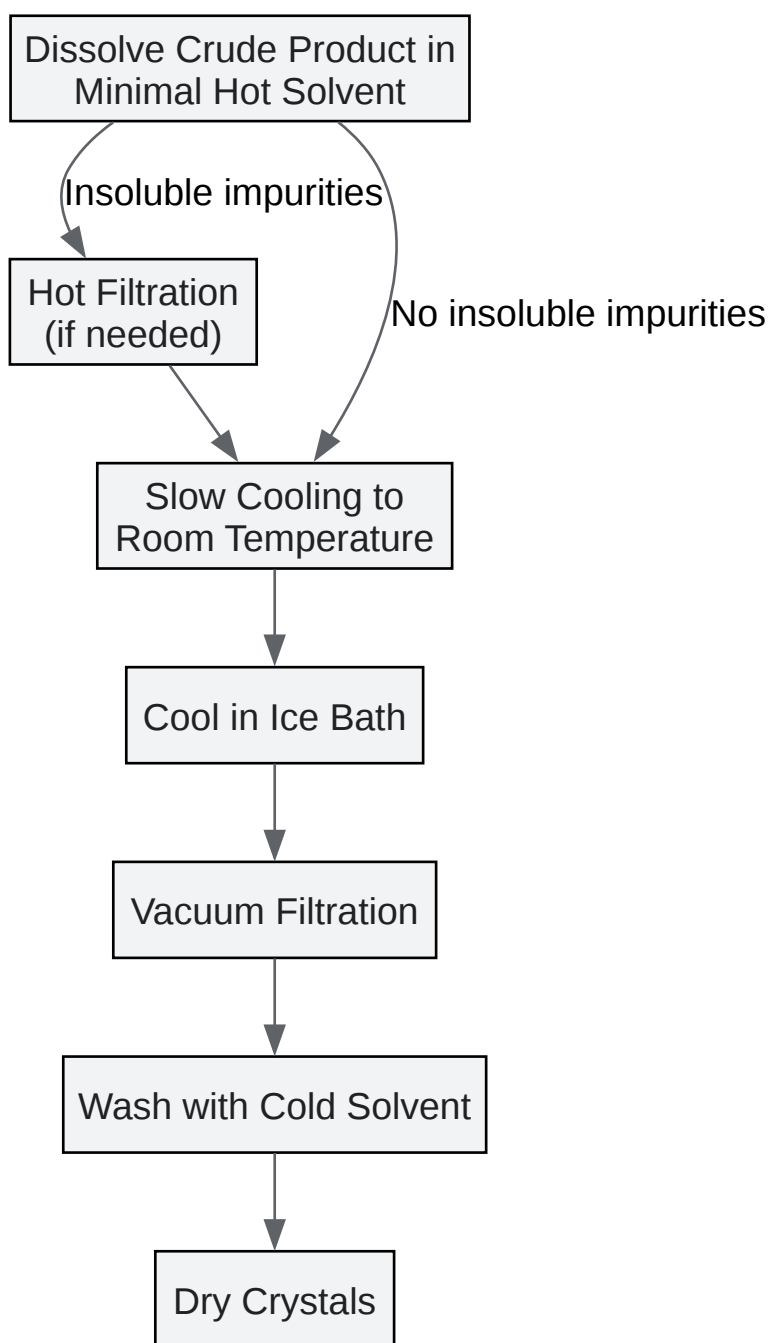 Dissolve Crude Product in
Minimal Hot Solvent
Insoluble impurities
Hot Filtration
(if needed)
No insoluble impurities
Slow Cooling to
Room Temperature
Cool in Ice Bath
Vacuum Filtration
Wash with Cold Solvent
Dry Crystals